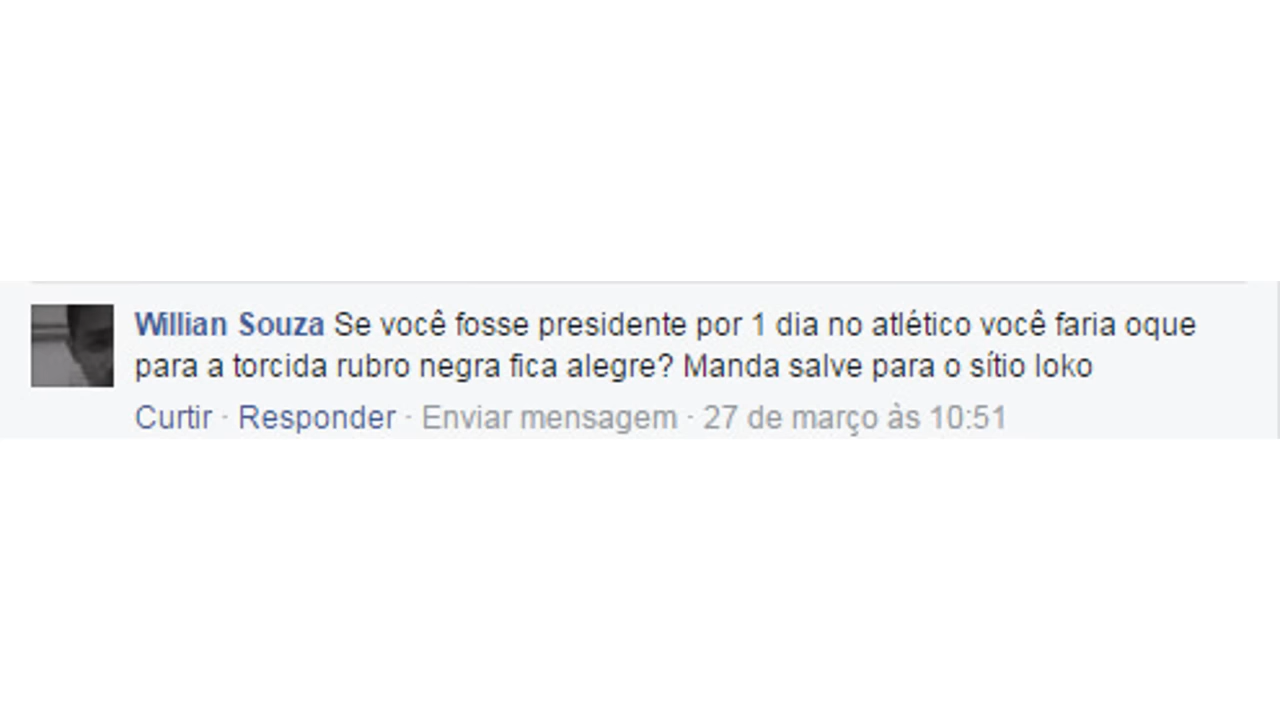 Willian Souza Se você fosse presidente por 1 dia no atlético você faria oque
para a torcida rubro negra fica alegre? Manda salve para o sítio loko
Curtir · Responder · Enviar mensagem · 27 de março às 10:51